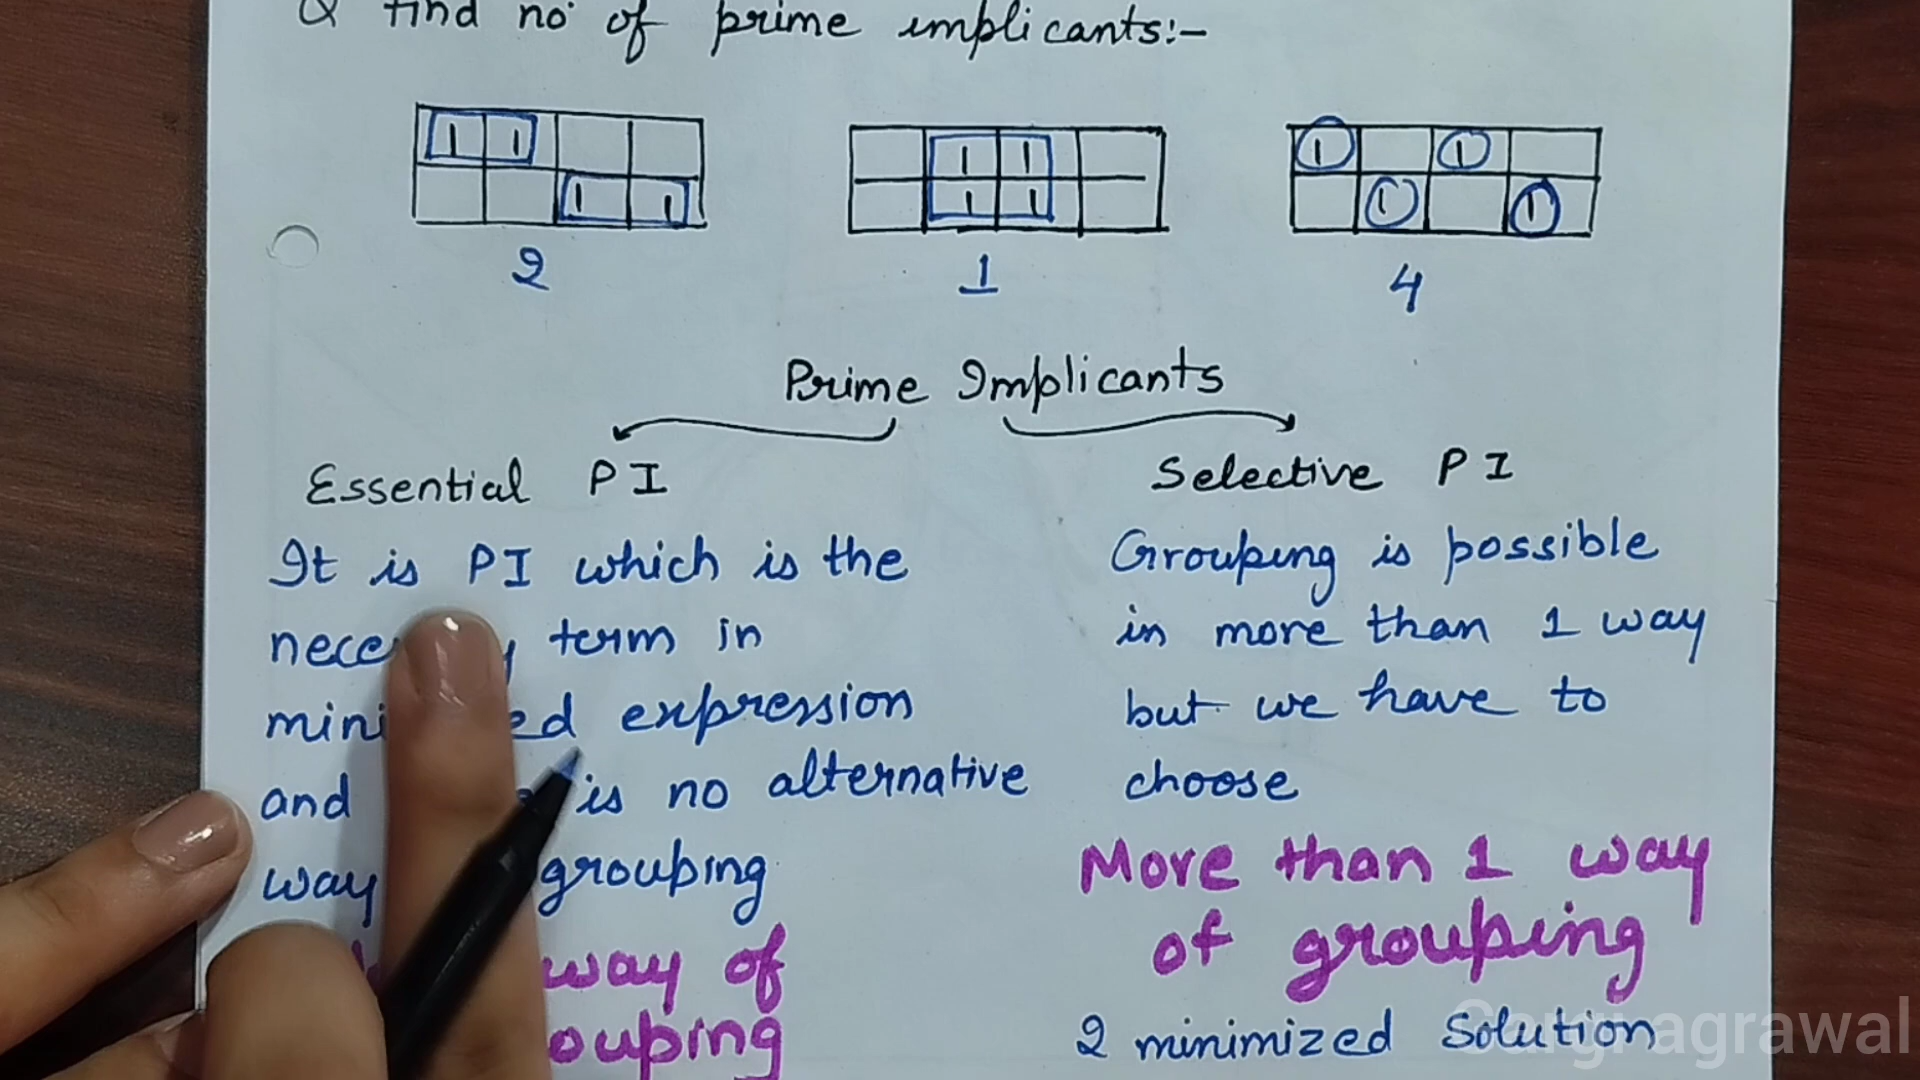 Q find no of prime implicants:-
1 1
1 1
1 1
1 1
1 1
1 1
2 1 4
Prime Implicants
Essential PI
It is PI which is the
term in
expression
and is no alternative
way grouping
way of
Selective PI
Grouping is possible
in more than 1 way
but we have to
choose
More than 1 way
of grouping
2 minimized solution
Gargi agrawal